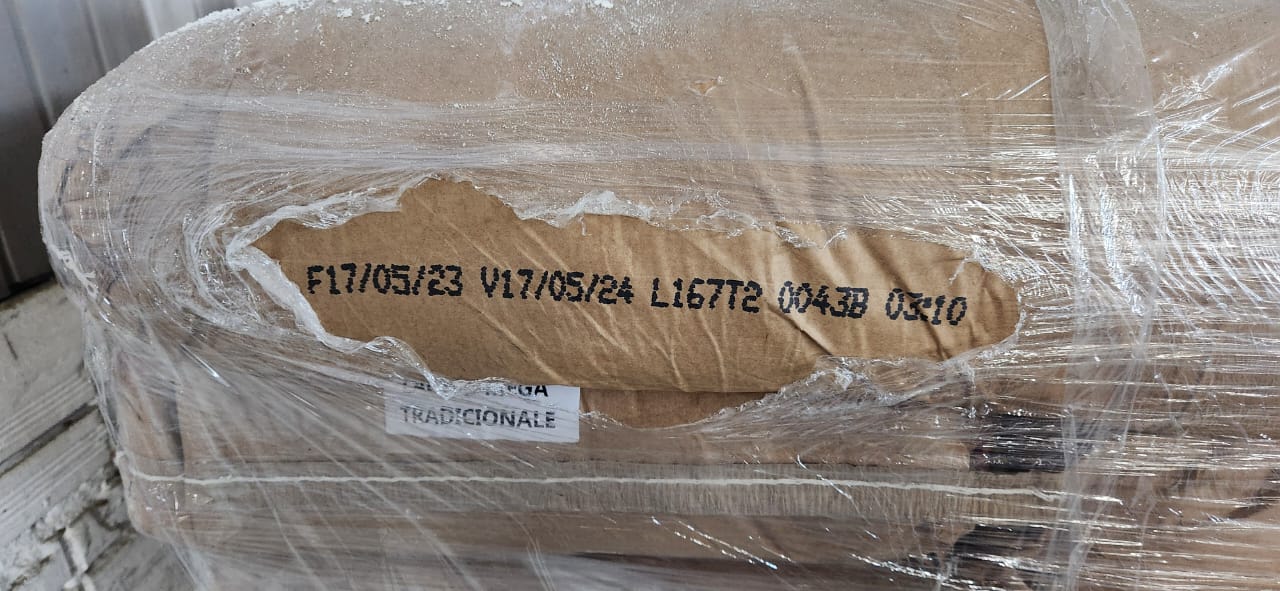 F17/05/23 V17/05/24 L167T2 0043B 03:10
TRADICIONALE